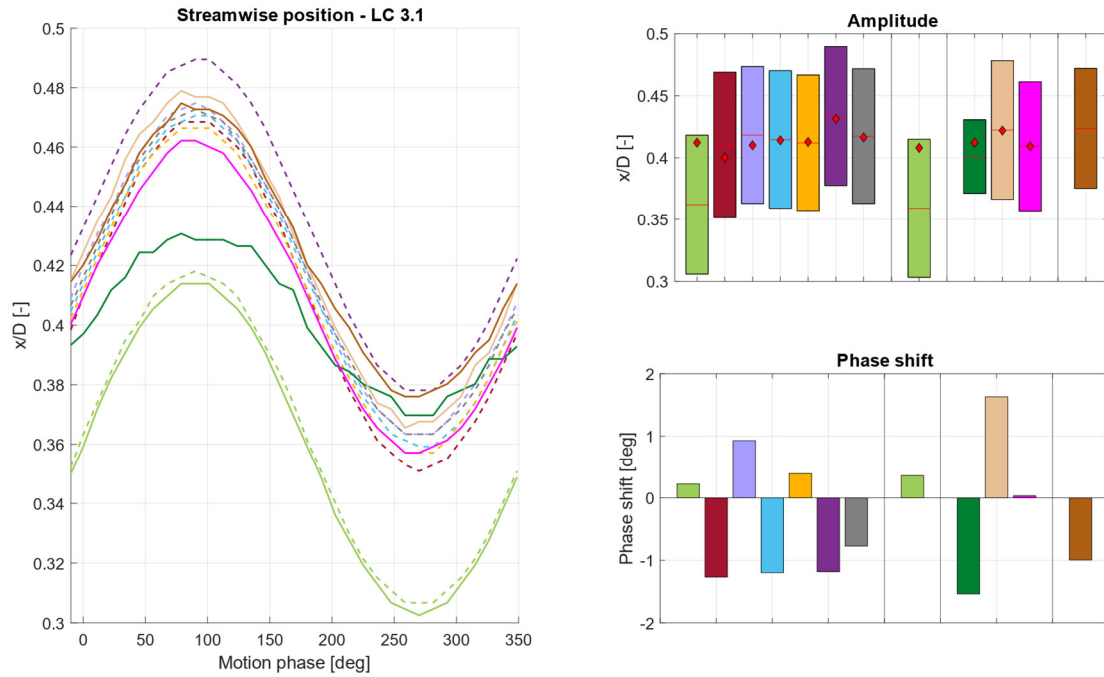 Streamwise position - LC 3.1
0.5
0.48
0.46
0.44
0.42
0.4
0.38
0.36
0.34
0.32
0.3
x/D [-]
0 50 100 150 200 250 300 350
Motion phase [deg]
Amplitude
0.5
0.45
0.4
0.35
0.3
x/D [-]
Phase shift
2
1
0
-1
-2
Phase shift [deg]